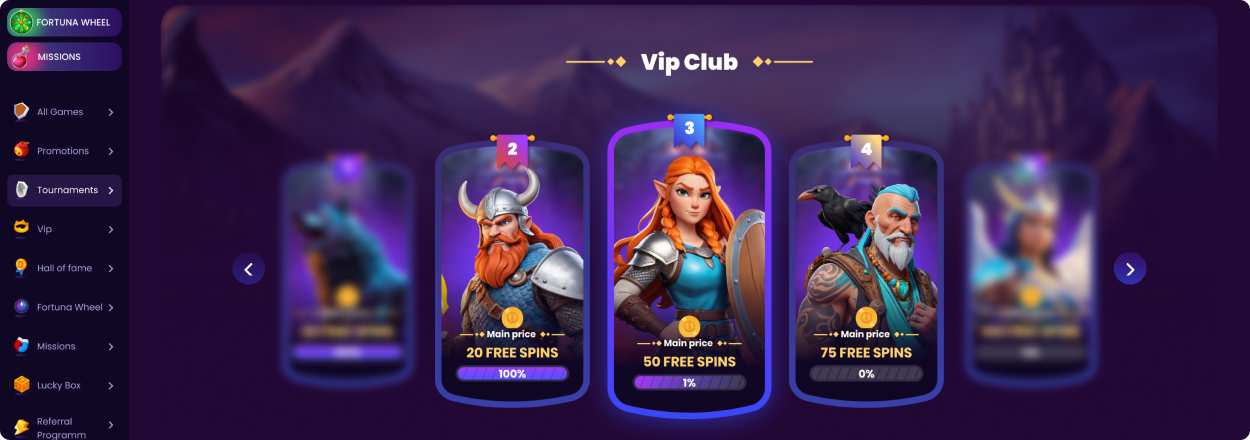 FORTUNA WHEEL
MISSIONS
All Games
Promotions
Tournaments
Vip
Hall of fame
Fortuna Wheel
Missions
Lucky Box
Referral
Programm
Vip Club
2
Main price
20 FREE SPINS
100%
3
Main price
50 FREE SPINS
1%
4
Main price
75 FREE SPINS
0%